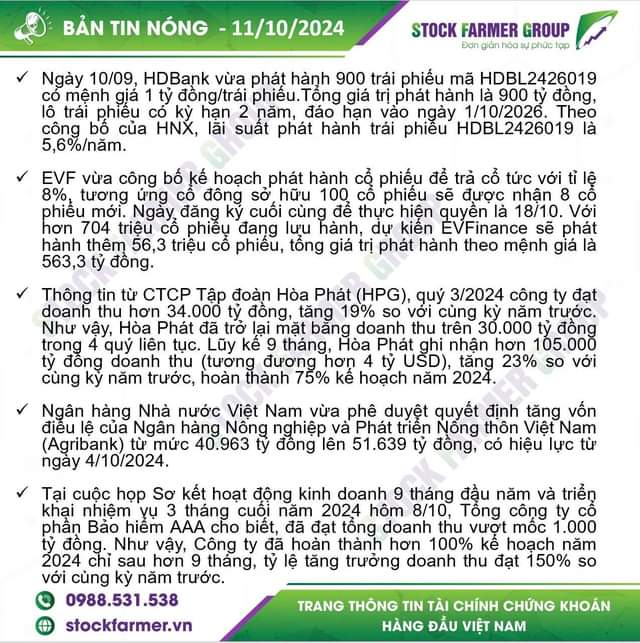 BẢN TIN NÓNG - 11/10/2024
STOCK FARMER GROUP
Đơn giản hóa sự phức tạp
✓ Ngày 10/09, HDBank vừa phát hành 900 trái phiếu mã HDBL2426019
có mệnh giá 1 tỷ đồng/trái phiếu.Tổng giá trị phát hành là 900 tỷ đồng,
lô trái phiếu có kỳ hạn 2 năm, đáo hạn vào ngày 1/10/2026. Theo
công bố của HNX, lãi suất phát hành trái phiếu HDBL2426019 là
5,6%/năm.
✓ EVF vừa công bố kế hoạch phát hành cổ phiếu để trả cổ tức với tỉ lệ
8%, tương ứng cổ đông sở hữu 100 cổ phiếu sẽ được nhận 8 cổ
phiếu mới. Ngày đăng ký cuối cùng để thực hiện quyền là 18/10. Với
hơn 704 triệu cổ phiếu đang lưu hành, dự kiến EVFinance sẽ phát
hành thêm 56,3 triệu cổ phiếu, tổng giá trị phát hành theo mệnh giá là
563,3 tỷ đồng.
✓ Thông tin từ CTCP Tập đoàn Hòa Phát (HPG), quý 3/2024 công ty đạt
doanh thu hơn 34.000 tỷ đồng, tăng 19% so với cùng kỳ năm trước.
Như vậy, Hòa Phát đã trở lại mặt bằng doanh thu trên 30.000 tỷ đồng
trong 4 quý liên tục. Lũy kế 9 tháng, Hòa Phát ghi nhận hơn 105.000
tỷ đồng doanh thu (tương đương hơn 4 tỷ USD), tăng 23% so với
cùng kỳ năm trước, hoàn thành 75% kế hoạch năm 2024.
✓ Ngân hàng Nhà nước Việt Nam vừa phê duyệt quyết định tăng vốn
điều lệ của Ngân hàng Nông nghiệp và Phát triển Nông thôn Việt Nam
(Agribank) từ mức 40.963 tỷ đồng lên 51.639 tỷ đồng, có hiệu lực từ
ngày 4/10/2024.
✓ Tại cuộc họp Sơ kết hoạt động kinh doanh 9 tháng đầu năm và triển
khai nhiệm vụ 3 tháng cuối năm 2024 hôm 8/10, Tổng công ty cổ
phần Bảo hiểm AAA cho biết, đã đạt tổng doanh thu vượt mốc 1.000
tỷ đồng. Như vậy, Công ty đã hoàn thành hơn 100% kế hoạch năm
2024 chỉ sau hơn 9 tháng, tỷ lệ tăng trưởng doanh thu đạt 150% so
với cùng kỳ năm trước.
0988.531.538
stockfarmer.vn
TRANG THÔNG TIN TÀI CHÍNH CHỨNG KHOÁN
HÀNG ĐẦU VIỆT NAM
STOCK FARMER GROUP
STOCK FARMER GROUP